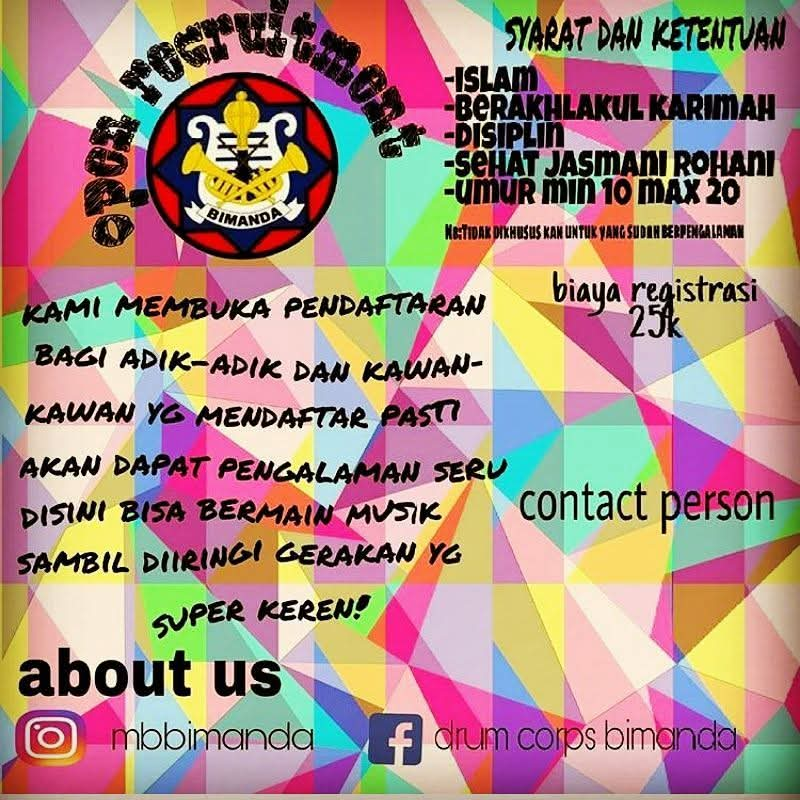 open recruitment
BIMANDA
SYARAT DAN KETENTUAN
-ISLAM
-BERAKHLAKUL KARIMAH
-DISIPLIN
-SEHAT JASMANI ROHANI
-UMUR MIN 10 MAX 20
NB:TIDAK DIKHUSUS KAN UNTUK YANG SUDAH BERPENGALAMAN
biaya registrasi
25k
KAMI MEMBUKA PENDAFTARAN
BAGI ADIK-ADIK DAN KAWAN-
KAWAN YG MENDAFTAR PASTI
AKAN DAPAT PENGALAMAN SERU
DISINI BISA BERMAIN MUSIK
SAMBIL DIIRINGI GERAKAN YG
SUPER KEREN!
contact person
about us
mbbimanda
drum corps bimanda